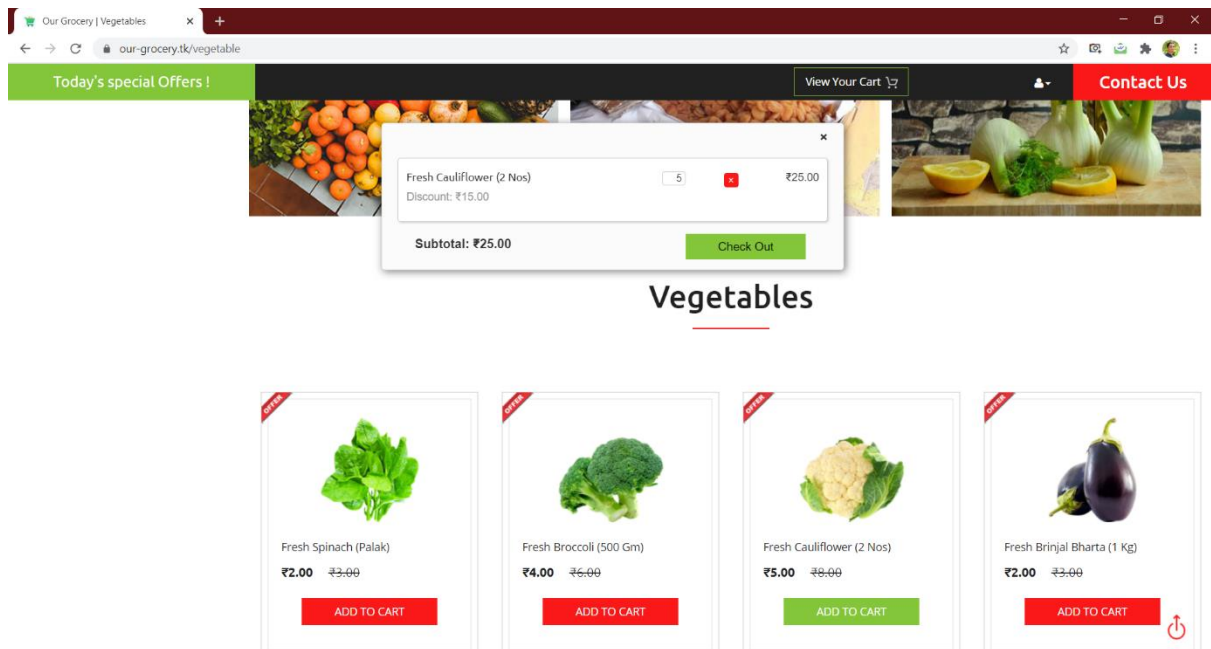 Our Grocery | Vegetables
our-grocery.tk/vegetable
Today's special Offers !
View Your Cart
Contact Us
Fresh Cauliflower (2 Nos)
5
₹25.00
Discount: ₹15.00
Subtotal: ₹25.00
Check Out
Vegetables
OFFER
OFFER
OFFER
OFFER
Fresh Spinach (Palak)
₹2.00 ₹3.00
ADD TO CART
Fresh Broccoli (500 Gm)
₹4.00 ₹6.00
ADD TO CART
Fresh Cauliflower (2 Nos)
₹5.00 ₹8.00
ADD TO CART
Fresh Brinjal Bharta (1 Kg)
₹2.00 ₹3.00
ADD TO CART